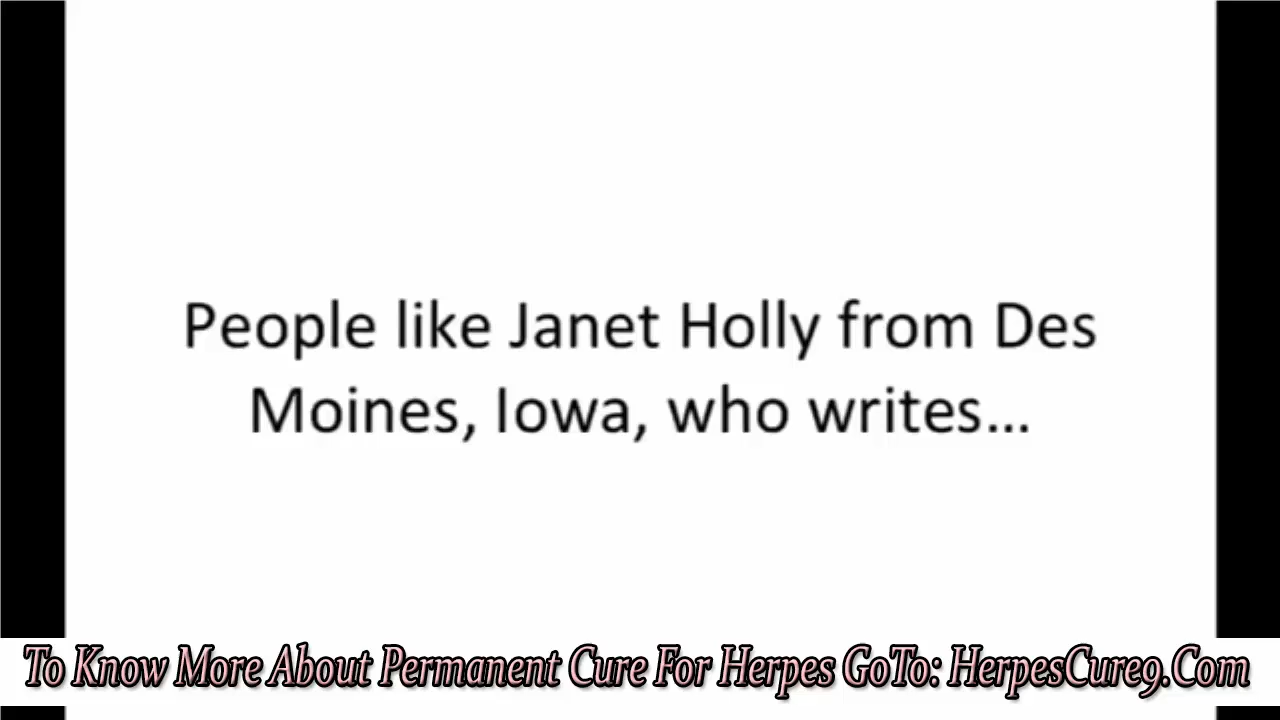 People like Janet Holly from Des
Moines, Iowa, who writes...
To Know More About Permanent Cure For Herpes GoTo: HerpesCure9.Com